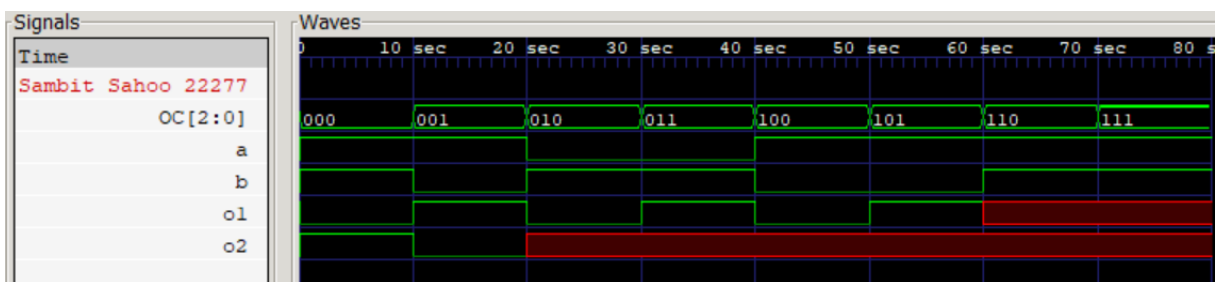 Signals
Waves
Time
0 10 sec 20 sec 30 sec 40 sec 50 sec 60 sec 70 sec 80 s
Sambit Sahoo 22277
OC[2:0] 000 001 010 011 100 101 110 111
a
b
o1
o2